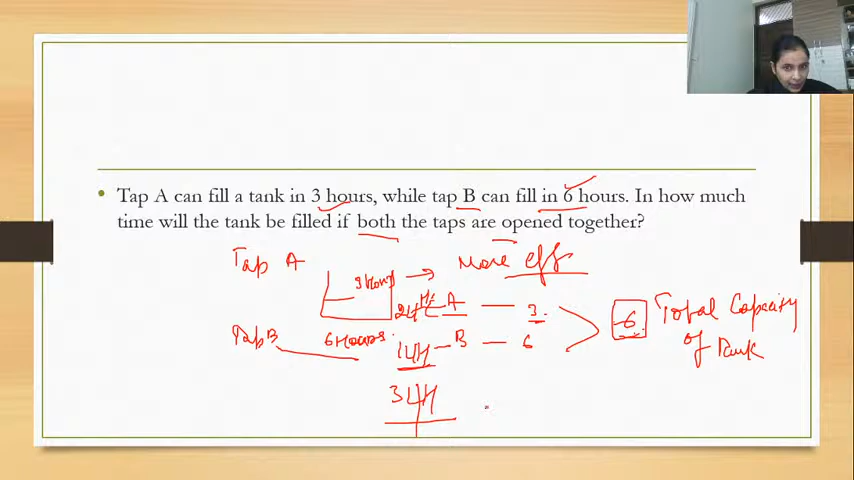 • Tap A can fill a tank in 3 hours, while tap B can fill in 6 hours. In how much
time will the tank be filled if both the taps are opened together?
Tap A
3 Hours → More eff
A — 3.
6 Total Capacity
of Tank
Tap B 6 Hours.
B — 6